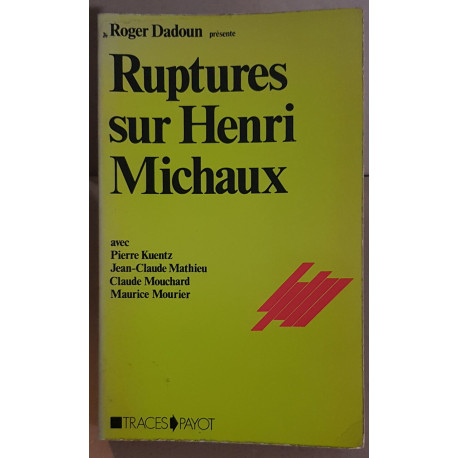 Roger Dadoun présente
Ruptures
sur Henri
Michaux
avec
Pierre Kuentz
Jean-Claude Mathieu
Claude Mouchard
Maurice Mourier
TRACES PAYOT